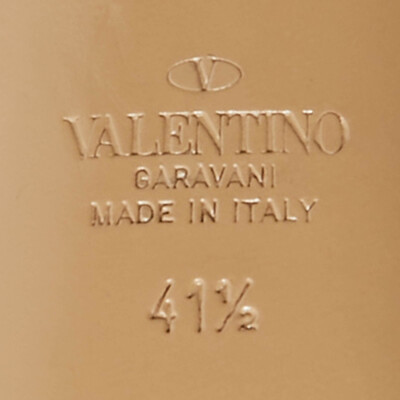 V
VALENTINO
GARAVANI
MADE IN ITALY
41½